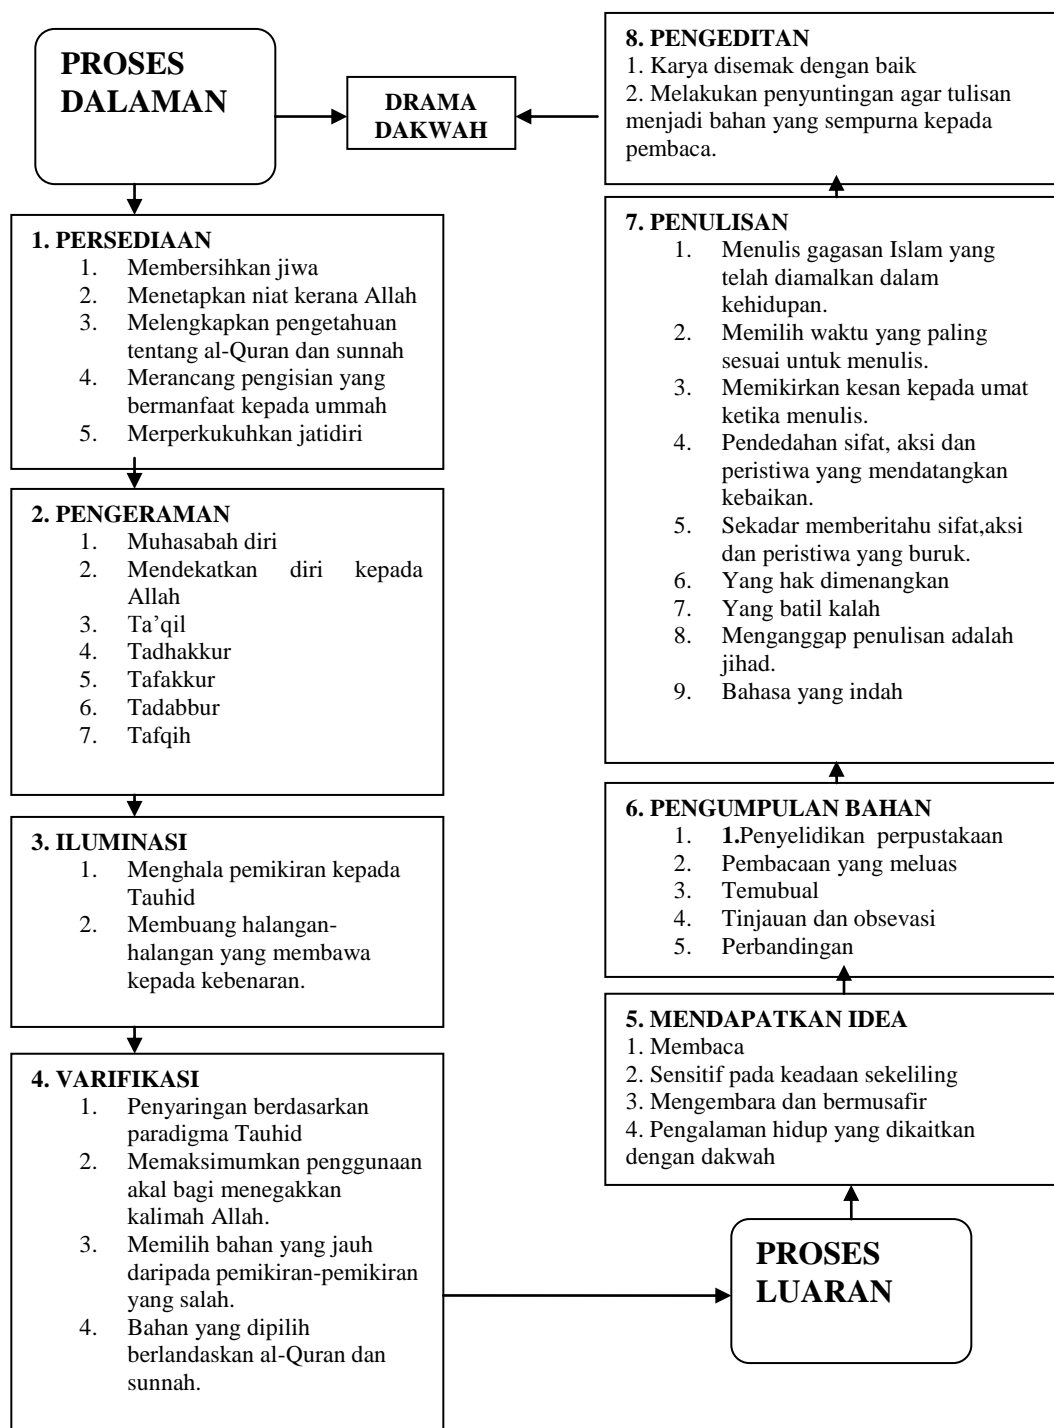 PROSES
DALAMAN
DRAMA
DAKWAH
1. PERSEDIAAN
1. Membersihkan jiwa
2. Menetapkan niat kerana Allah
3. Melengkapkan pengetahuan
tentang al-Quran dan sunnah
4. Merancang pengisian yang
bermanfaat kepada ummah
5. Merperkukuhkan jatidiri
2. PENGERAMAN
1. Muhasabah diri
2. Mendekatkan diri kepada
Allah
3. Ta’qil
4. Tadhakkur
5. Tafakkur
6. Tadabbur
7. Tafqih
3. ILUMINASI
1. Menghala pemikiran kepada
Tauhid
2. Membuang halangan-
halangan yang membawa
kepada kebenaran.
4. VARIFIKASI
1. Penyaringan berdasarkan
paradigma Tauhid
2. Memaksimumkan penggunaan
akal bagi menegakkan
kalimah Allah.
3. Memilih bahan yang jauh
daripada pemikiran-pemikiran
yang salah.
4. Bahan yang dipilih
berlandaskan al-Quran dan
sunnah.
PROSES
LUARAN
5. MENDAPATKAN IDEA
1. Membaca
2. Sensitif pada keadaan sekeliling
3. Mengembara dan bermusafir
4. Pengalaman hidup yang dikaitkan
dengan dakwah
6. PENGUMPULAN BAHAN
1. 1.Penyelidikan perpustakaan
2. Pembacaan yang meluas
3. Temubual
4. Tinjauan dan obsevasi
5. Perbandingan
7. PENULISAN
1. Menulis gagasan Islam yang
telah diamalkan dalam
kehidupan.
2. Memilih waktu yang paling
sesuai untuk menulis.
3. Memikirkan kesan kepada umat
ketika menulis.
4. Pendedahan sifat, aksi dan
peristiwa yang mendatangkan
kebaikan.
5. Sekadar memberitahu sifat,aksi
dan peristiwa yang buruk.
6. Yang hak dimenangkan
7. Yang batil kalah
8. Menganggap penulisan adalah
jihad.
9. Bahasa yang indah
8. PENGEDITAN
1. Karya disemak dengan baik
2. Melakukan penyuntingan agar tulisan
menjadi bahan yang sempurna kepada
pembaca.